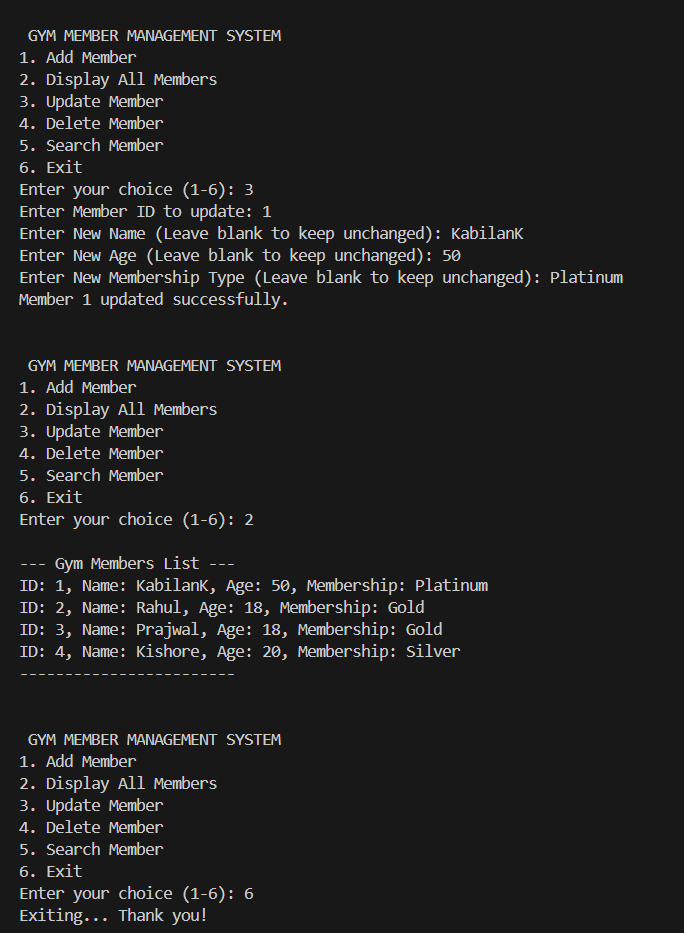 GYM MEMBER MANAGEMENT SYSTEM
1. Add Member
2. Display All Members
3. Update Member
4. Delete Member
5. Search Member
6. Exit
Enter your choice (1-6): 3
Enter Member ID to update: 1
Enter New Name (Leave blank to keep unchanged): KabilanK
Enter New Age (Leave blank to keep unchanged): 50
Enter New Membership Type (Leave blank to keep unchanged): Platinum
Member 1 updated successfully.
GYM MEMBER MANAGEMENT SYSTEM
1. Add Member
2. Display All Members
3. Update Member
4. Delete Member
5. Search Member
6. Exit
Enter your choice (1-6): 2
--- Gym Members List ---
ID: 1, Name: KabilanK, Age: 50, Membership: Platinum
ID: 2, Name: Rahul, Age: 18, Membership: Gold
ID: 3, Name: Prajwal, Age: 18, Membership: Gold
ID: 4, Name: Kishore, Age: 20, Membership: Silver
------------------------
GYM MEMBER MANAGEMENT SYSTEM
1. Add Member
2. Display All Members
3. Update Member
4. Delete Member
5. Search Member
6. Exit
Enter your choice (1-6): 6
Exiting... Thank you!